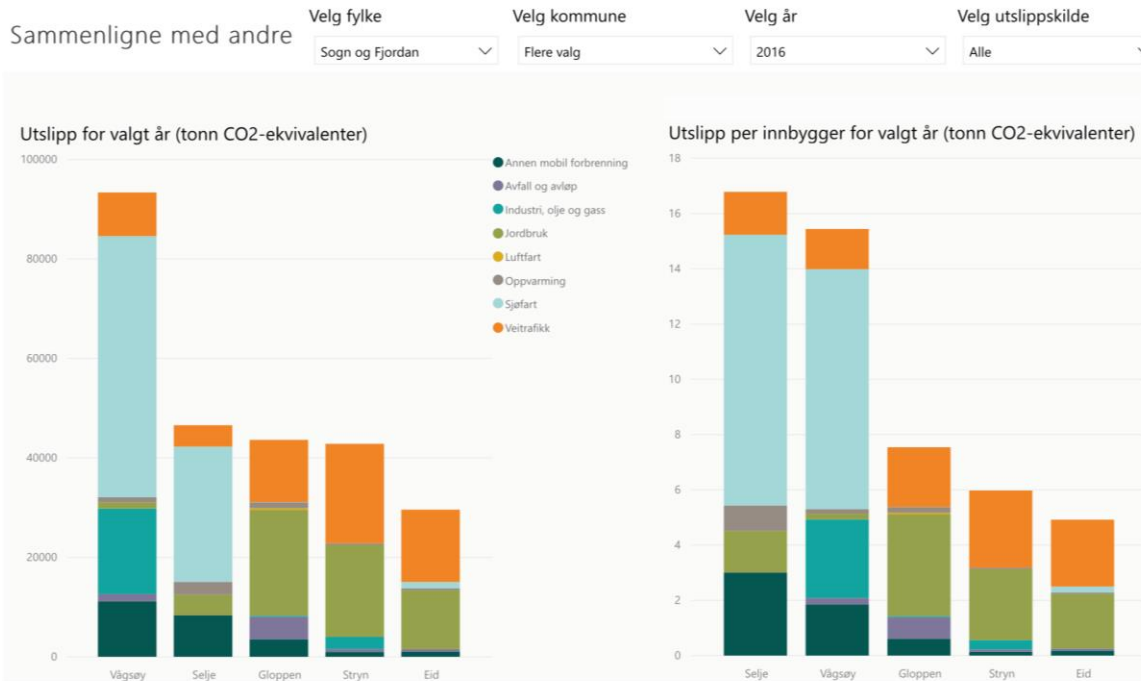 Sammenligne med andre
Velg fylke
Sogn og Fjordan
Velg kommune
Flere valg
Velg år
2016
Velg utslippskilde
Alle
Utslipp for valgt år (tonn CO2-ekvivalenter)
100000
80000
60000
40000
20000
0
Vågsøy
Selje
Gloppen
Stryn
Eid
Annen mobil forbrenning
Avfall og avløp
Industri, olje og gass
Jordbruk
Luftfart
Oppvarming
Sjøfart
Veitrafikk
Utslipp per innbygger for valgt år (tonn CO2-ekvivalenter)
18
16
14
12
10
8
6
4
2
0
Selje
Vågsøy
Gloppen
Stryn
Eid